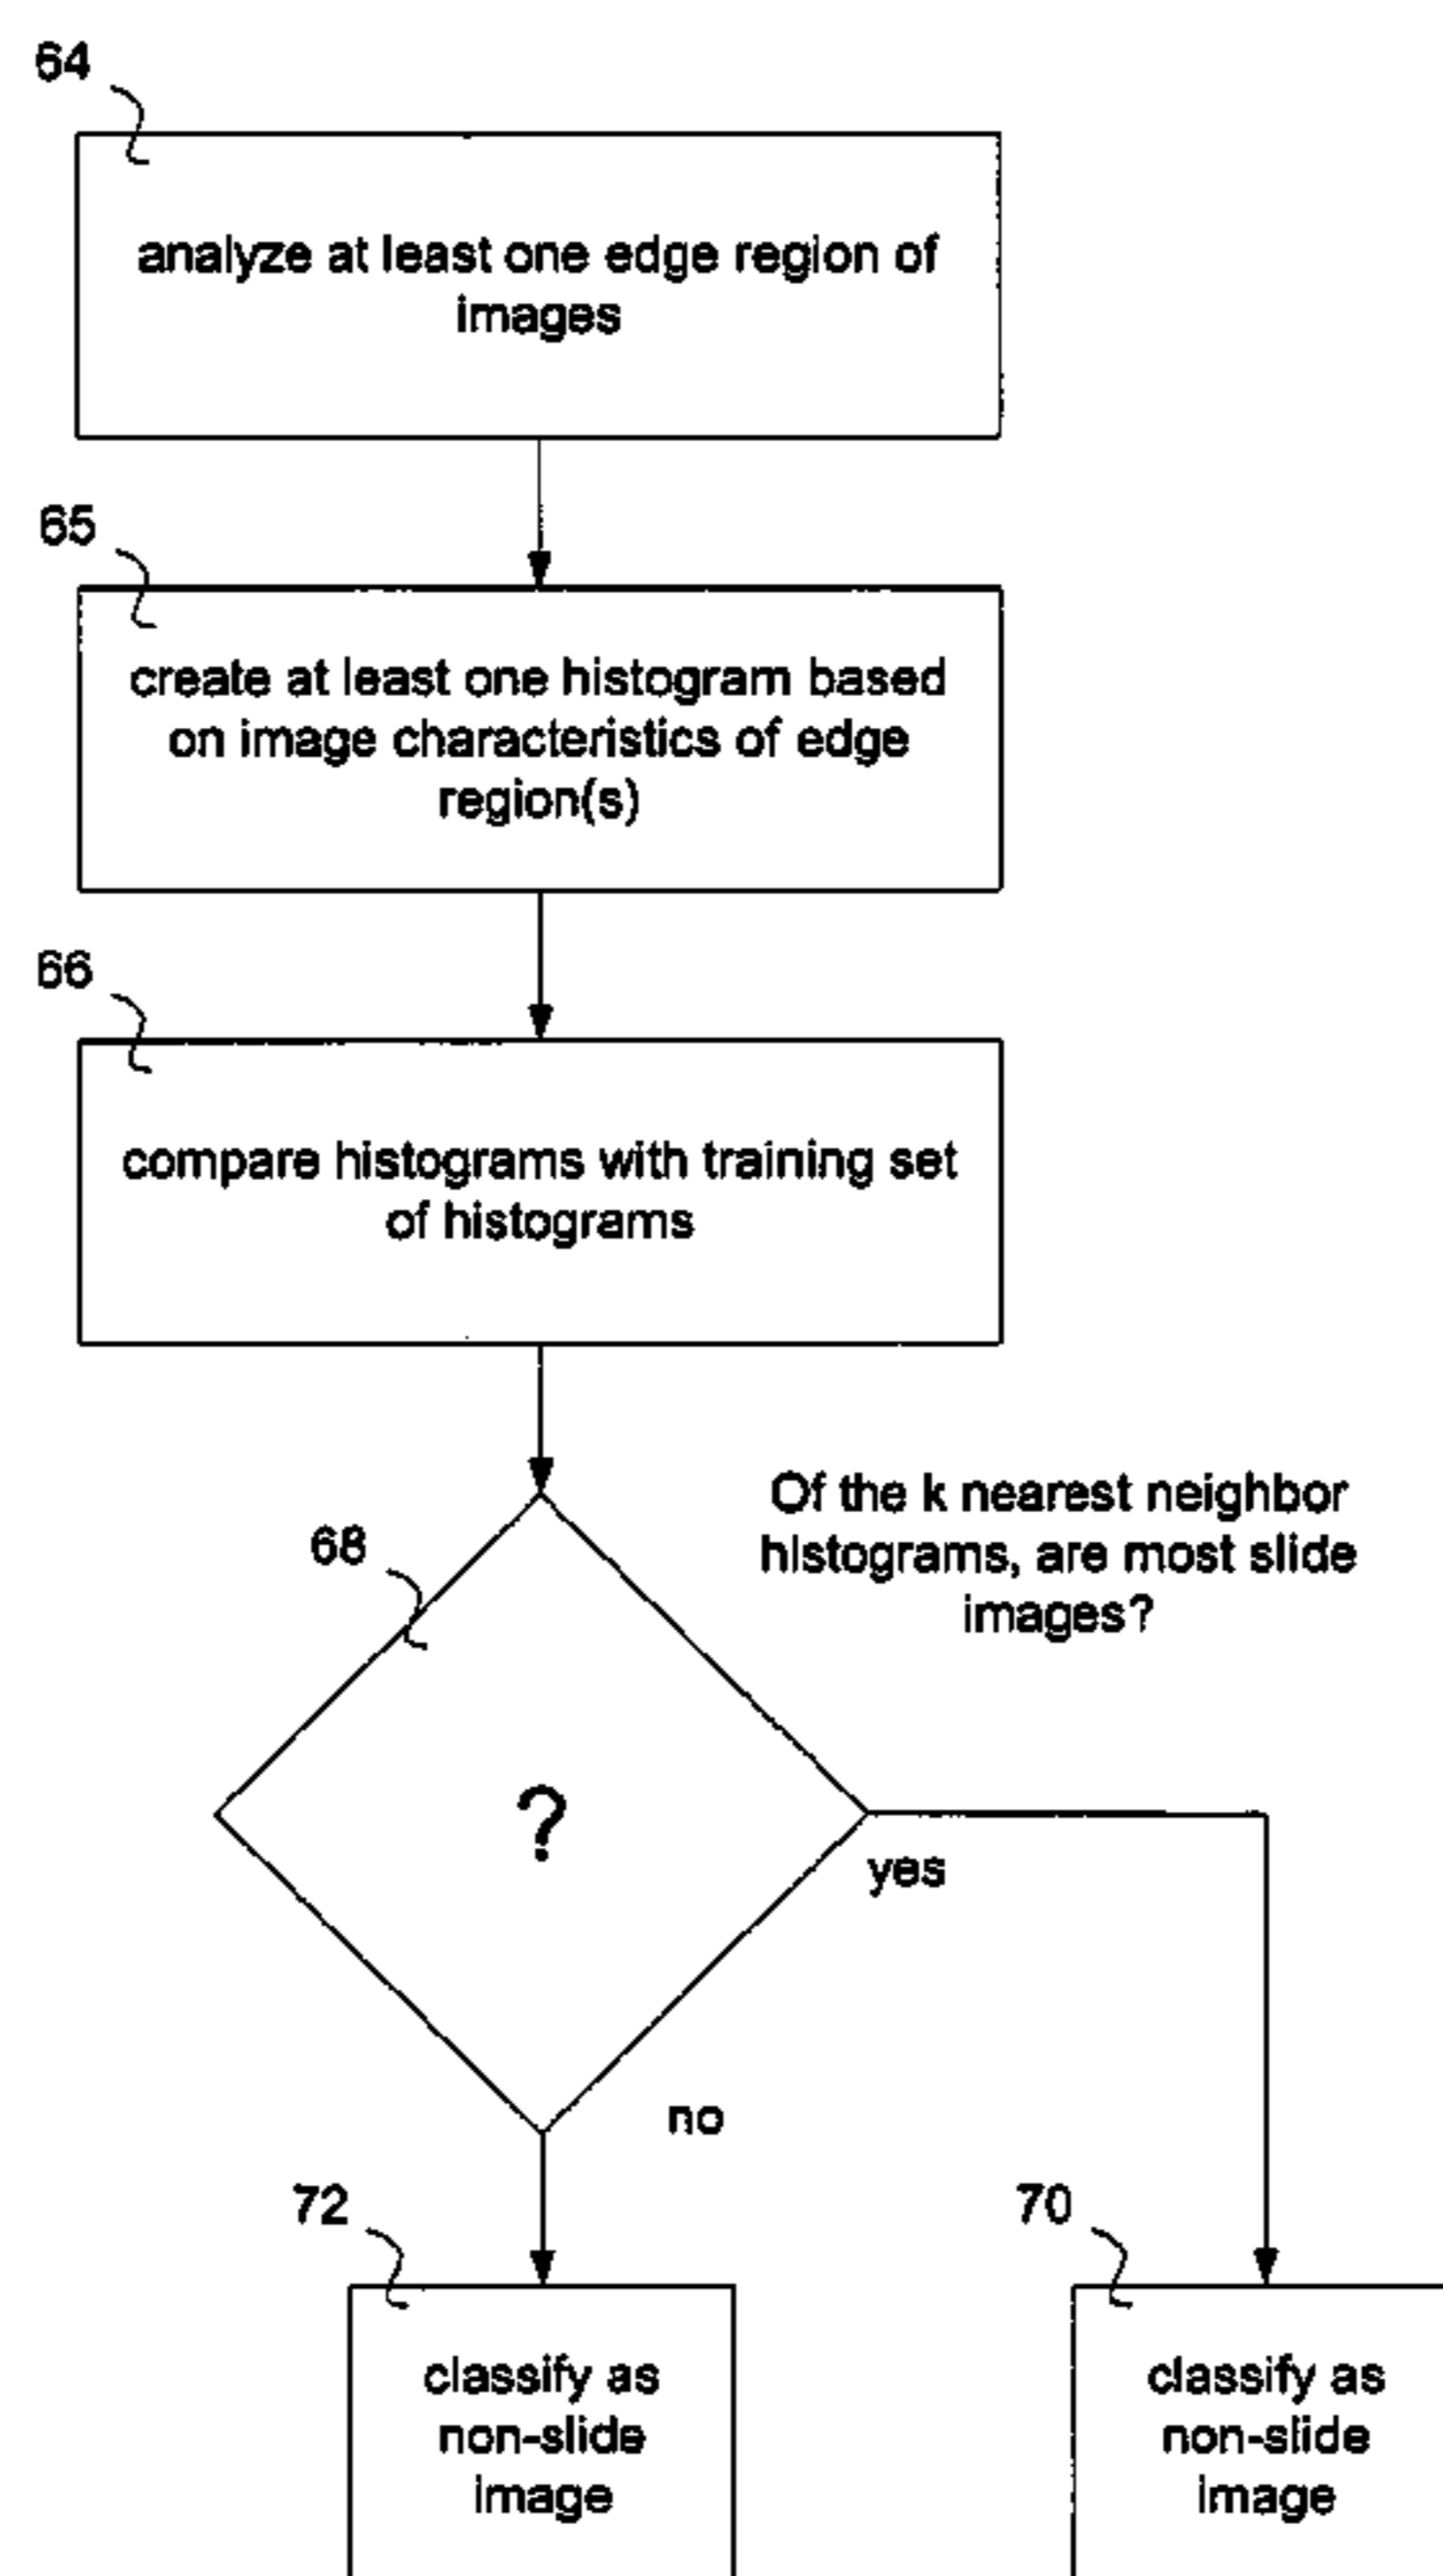 64
analyze at least one edge region of
images
65
create at least one histogram based
on image characteristics of edge
region(s)
66
compare histograms with training set
of histograms
Of the k nearest neighbor
histograms, are most slide
images?
68
?
yes
no
72
classify as
non-slide
image
70
classify as
non-slide
image